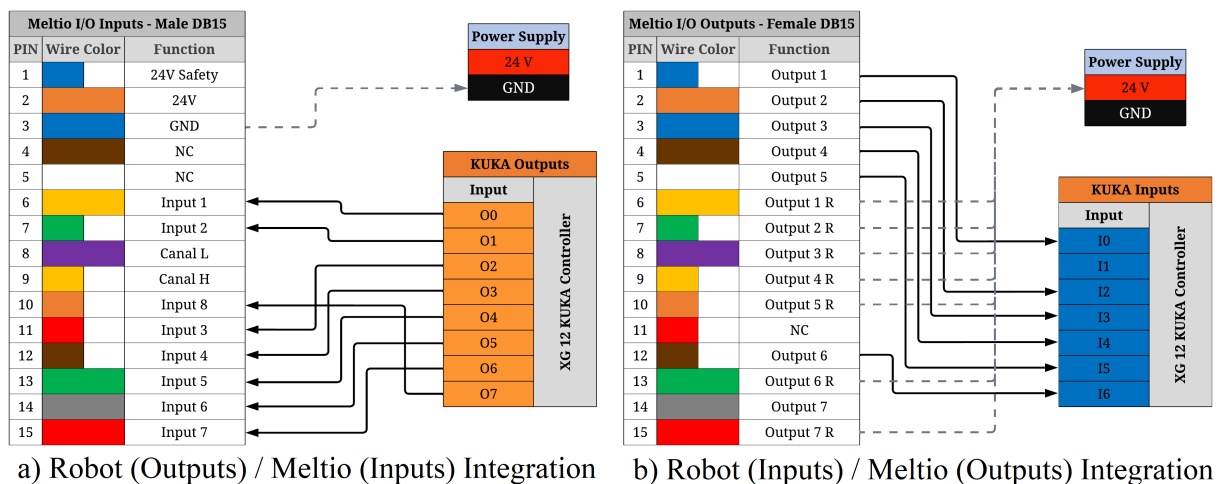 Meltio I/O Inputs - Male DB15
PIN Wire Color Function
1 24V Safety
2 24V
3 GND
4 NC
5 NC
6 Input 1
7 Input 2
8 Canal L
9 Canal H
10 Input 8
11 Input 3
12 Input 4
13 Input 5
14 Input 6
15 Input 7
Power Supply
24 V
GND
KUKA Outputs
Input
O0
O1
O2
O3
O4
O5
O6
O7
XG 12 KUKA Controller
a) Robot (Outputs) / Meltio (Inputs) Integration
Meltio I/O Outputs - Female DB15
PIN Wire Color Function
1 Output 1
2 Output 2
3 Output 3
4 Output 4
5 Output 5
6 Output 1 R
7 Output 2 R
8 Output 3 R
9 Output 4 R
10 Output 5 R
11 NC
12 Output 6
13 Output 6 R
14 Output 7
15 Output 7 R
Power Supply
24 V
GND
KUKA Inputs
Input
I0
I1
I2
I3
I4
I5
I6
XG 12 KUKA Controller
b) Robot (Inputs) / Meltio (Outputs) Integration